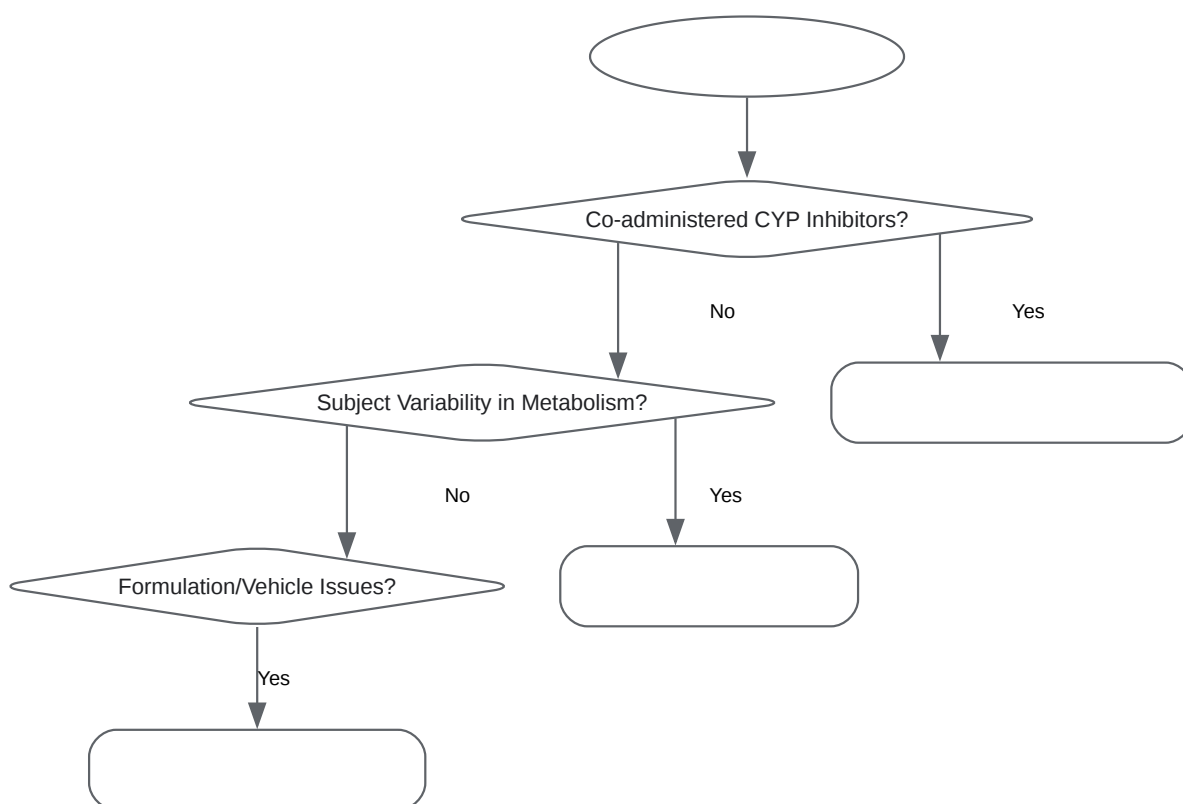 Co-administered CYP Inhibitors?
No
Yes
Subject Variability in Metabolism?
No
Yes
Formulation/Vehicle Issues?
Yes